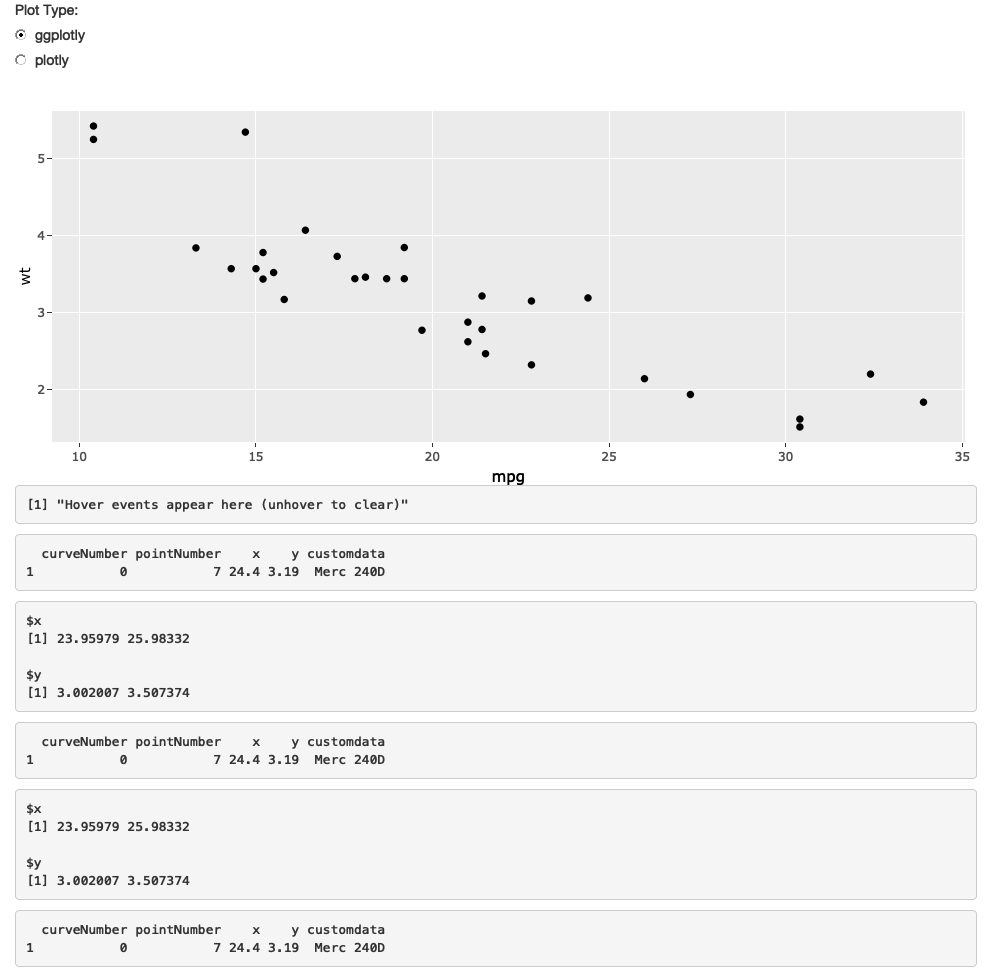 Plot Type:
ggplotly
plotly
5
4
3
2
wt
10 15 20 25 30 35
mpg
[1] "Hover events appear here (unhover to clear)"
  curveNumber pointNumber    x    y customdata
1           0           7 24.4 3.19  Merc 240D
$x
[1] 23.95979 25.98332
$y
[1] 3.002007 3.507374
  curveNumber pointNumber    x    y customdata
1           0           7 24.4 3.19  Merc 240D
$x
[1] 23.95979 25.98332
$y
[1] 3.002007 3.507374
  curveNumber pointNumber    x    y customdata
1           0           7 24.4 3.19  Merc 240D